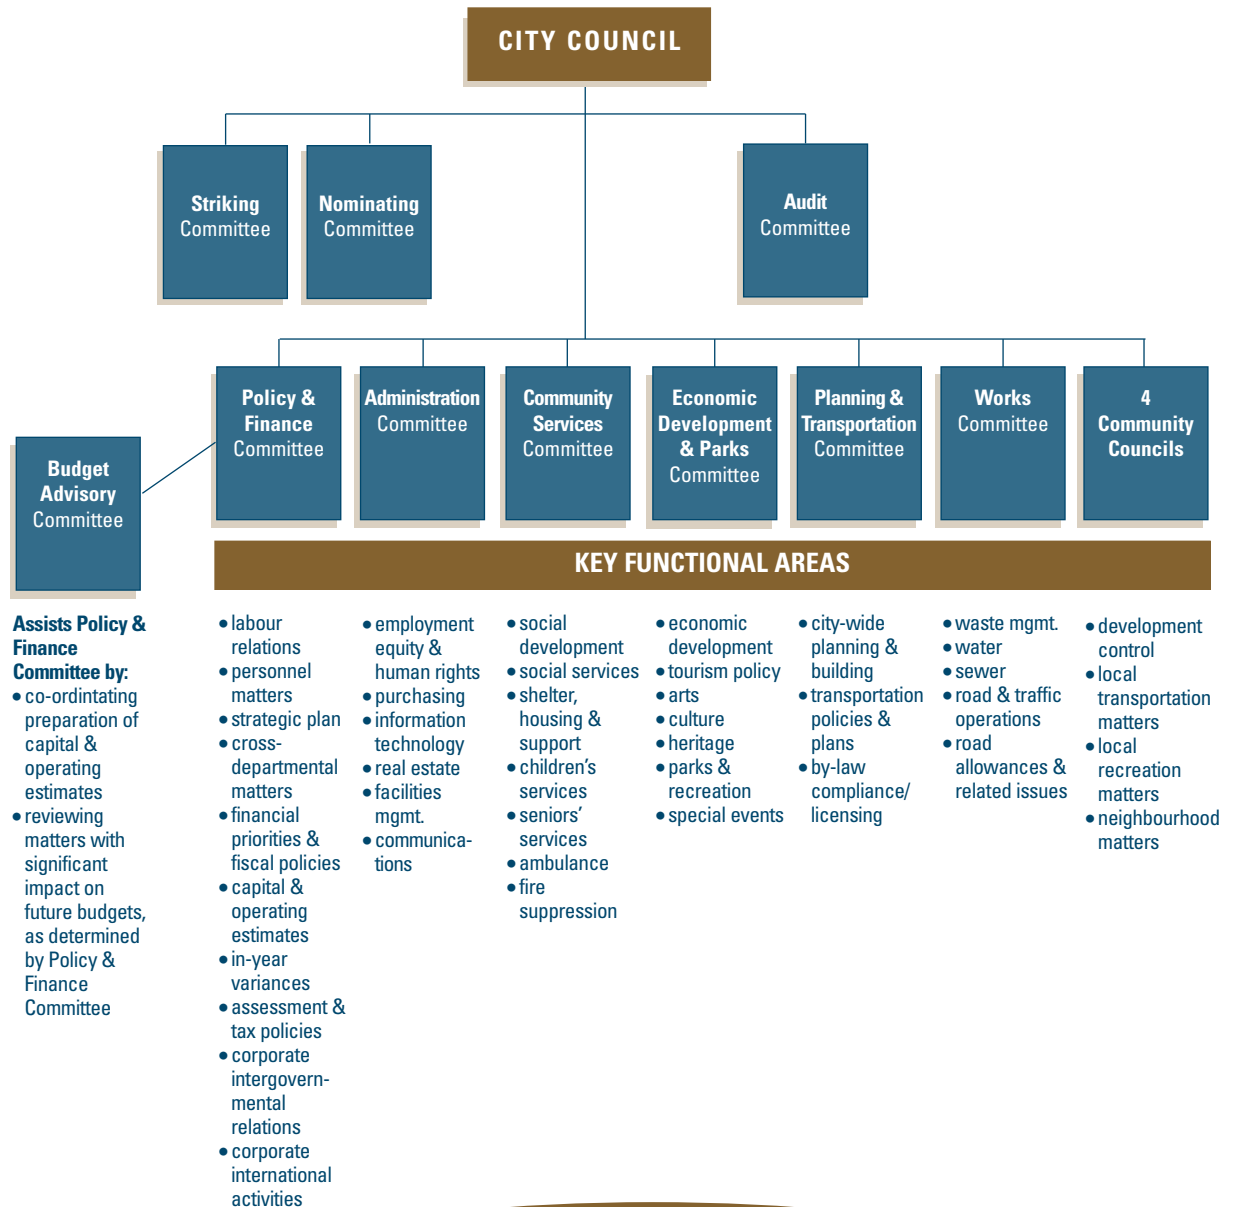 CITY COUNCIL
Striking
Committee
Nominating
Committee
Audit
Committee
Policy &
Finance
Committee
Administration
Committee
Community
Services
Committee
Economic
Development
& Parks
Committee
Planning &
Transportation
Committee
Works
Committee
4
Community
Councils
Budget
Advisory
Committee
KEY FUNCTIONAL AREAS
Assists Policy &
Finance
Committee by:
• co-ordintating
preparation of
capital &
operating
estimates
• reviewing
matters with
significant
impact on
future budgets,
as determined
by Policy &
Finance
Committee
• labour
relations
• personnel
matters
• strategic plan
• cross-
departmental
matters
• financial
priorities &
fiscal policies
• capital &
operating
estimates
• in-year
variances
• assessment &
tax policies
• corporate
intergovern-
mental
relations
• corporate
international
activities
• employment
equity &
human rights
• purchasing
• information
technology
• real estate
• facilities
mgmt.
• communica-
tions
• social
development
• social services
• shelter,
housing &
support
• children's
services
• seniors'
services
• ambulance
• fire
suppression
• economic
development
• tourism policy
• arts
• culture
• heritage
• parks &
recreation
• special events
• city-wide
planning &
building
• transportation
policies &
plans
• by-law
compliance/
licensing
• waste mgmt.
• water
• sewer
• road & traffic
operations
• road
allowances &
related issues
• development
control
• local
transportation
matters
• local
recreation
matters
• neighbourhood
matters